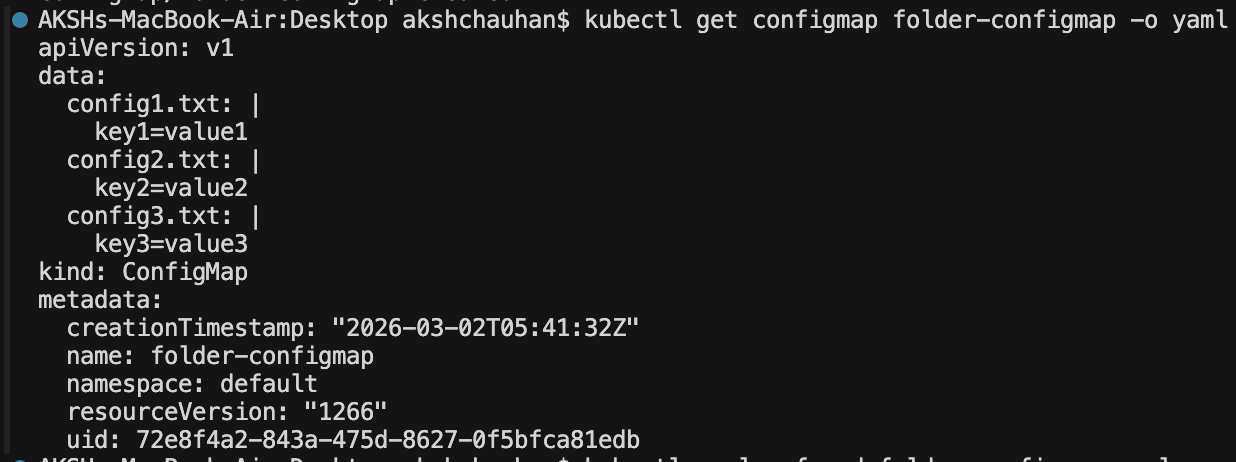 AKSHs-MacBook-Air:Desktop akshchauhan$ kubectl get configmap folder-configmap -o yaml
apiVersion: v1
data:
  config1.txt: |
    key1=value1
  config2.txt: |
    key2=value2
  config3.txt: |
    key3=value3
kind: ConfigMap
metadata:
  creationTimestamp: "2026-03-02T05:41:32Z"
  name: folder-configmap
  namespace: default
  resourceVersion: "1266"
  uid: 72e8f4a2-843a-475d-8627-0f5bfca81edb